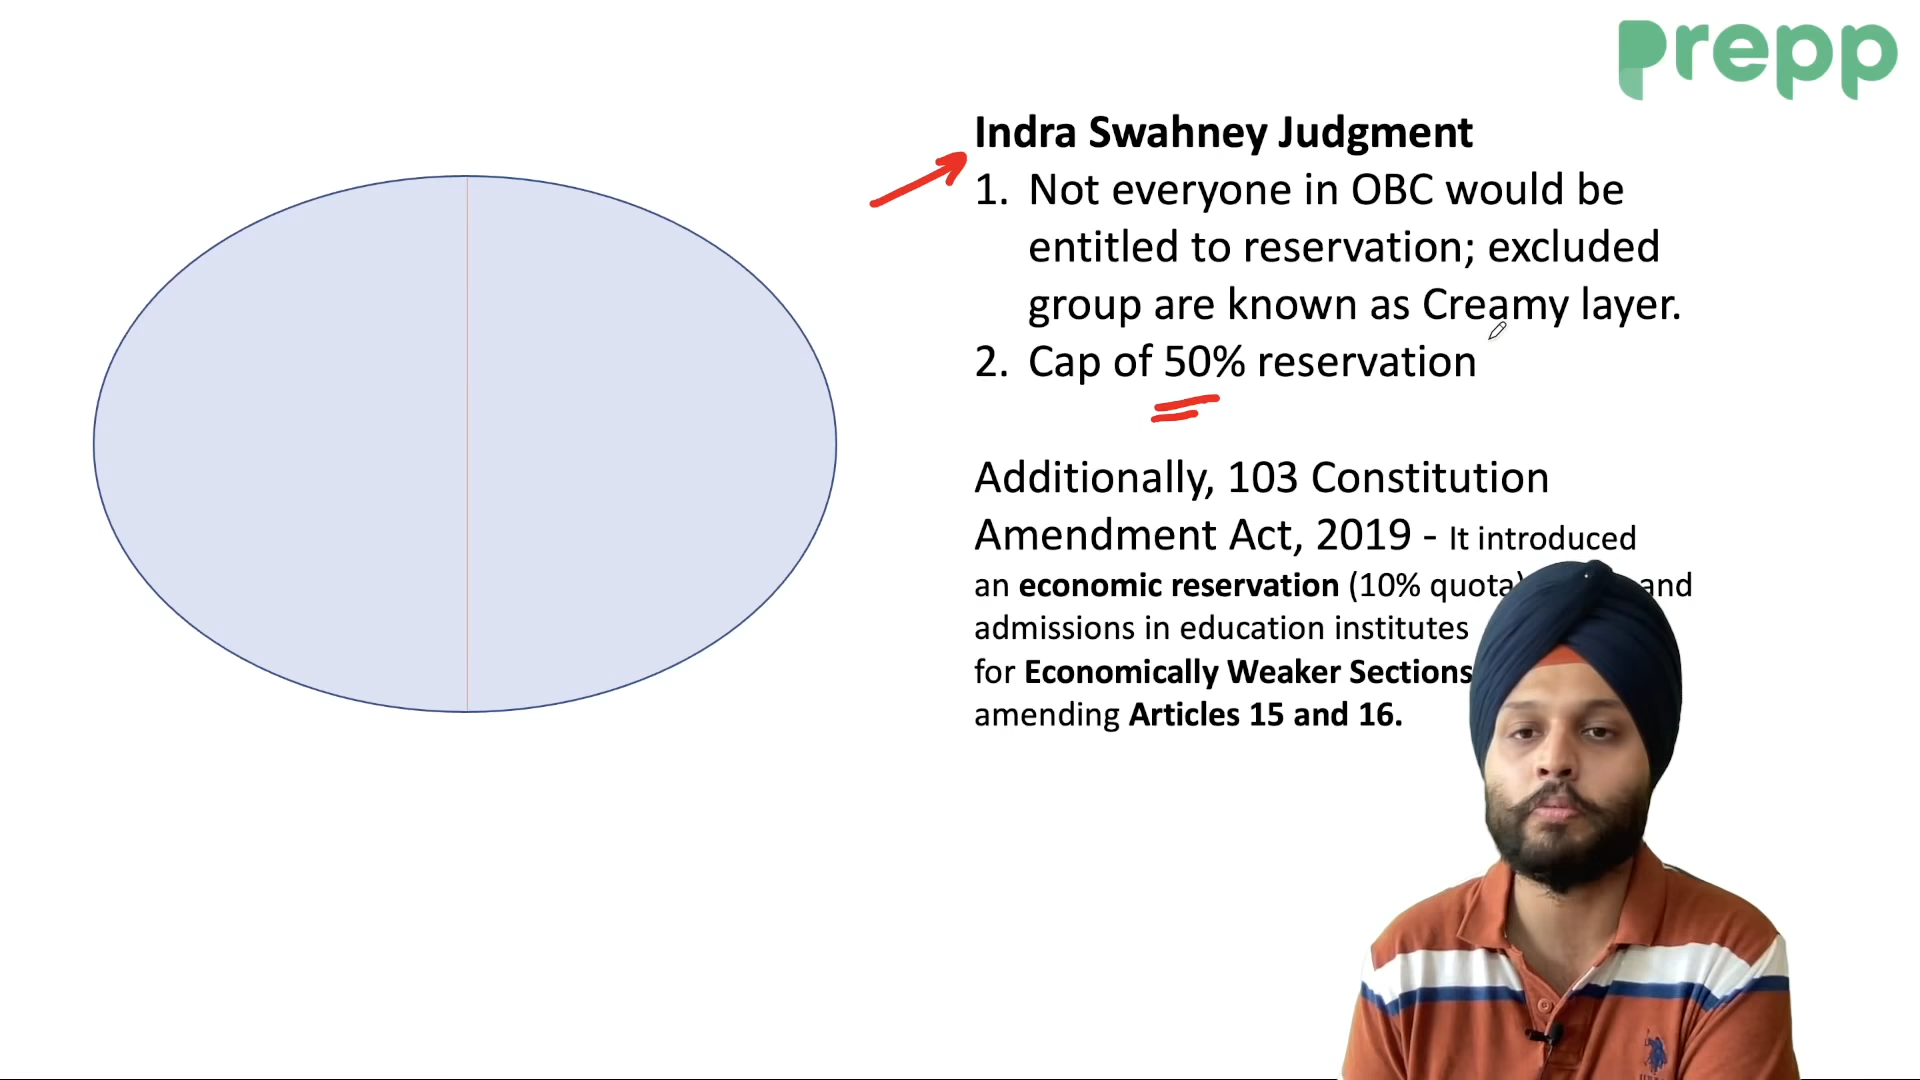 prepp
Indra Swahney Judgment
1. Not everyone in OBC would be
entitled to reservation; excluded
group are known as Creamy layer.
2. Cap of 50% reservation
Additionally, 103 Constitution
Amendment Act, 2019 - It introduced
an economic reservation (10% quota) and
admissions in education institutes
for Economically Weaker Sections
amending Articles 15 and 16.